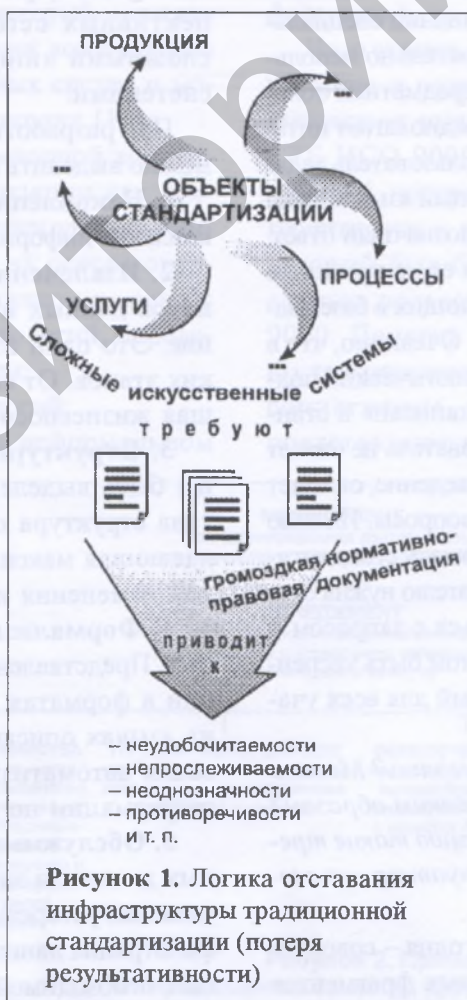 ПРОДУКЦИЯ
...
...
ОБЪЕКТЫ
СТАНДАРТИЗАЦИИ
ПРОЦЕССЫ
УСЛУГИ
...
Сложные искусственные системы
требуют
громоздкая нормативно-
правовая документация
приводит
к
– неудобочитаемости
– непрослеживаемости
– неоднозначности
– противоречивости
и т. п.
Рисунок 1. Логика отставания
инфраструктуры традиционной
стандартизации (потеря
результативности)